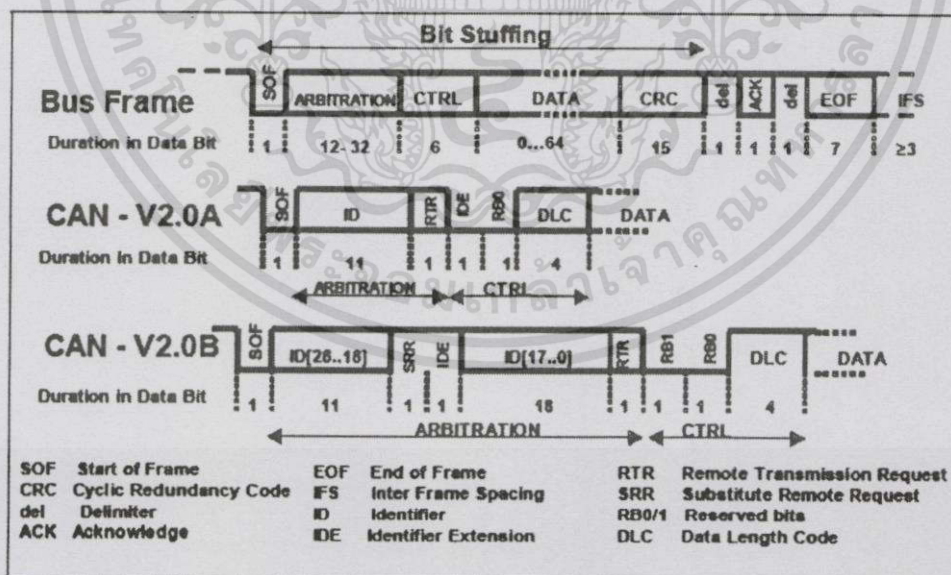 Bit Stuffing
Bus Frame SOF ARBITRATION CTRL DATA CRC del ACK del EOF IFS
Duration in Data Bit 1 12-32 6 0...64 15 1 1 1 7 ≥3
CAN - V2.0A SOF ID RTR IDE RB0 DLC DATA
Duration in Data Bit 1 11 1 1 1 4
ARBITRATION CTRL
CAN - V2.0B SOF ID[28..18] SRR IDE ID[17..0] RTR RB1 RB0 DLC DATA
Duration in Data Bit 1 11 1 1 18 1 1 1 4
ARBITRATION CTRL
SOF Start of Frame EOF End of Frame RTR Remote Transmission Request
CRC Cyclic Redundancy Code IFS Inter Frame Spacing SRR Substitute Remote Request
del Delimiter ID Identifier RB0/1 Reserved bits
ACK Acknowledge IDE Identifier Extension DLC Data Length Code